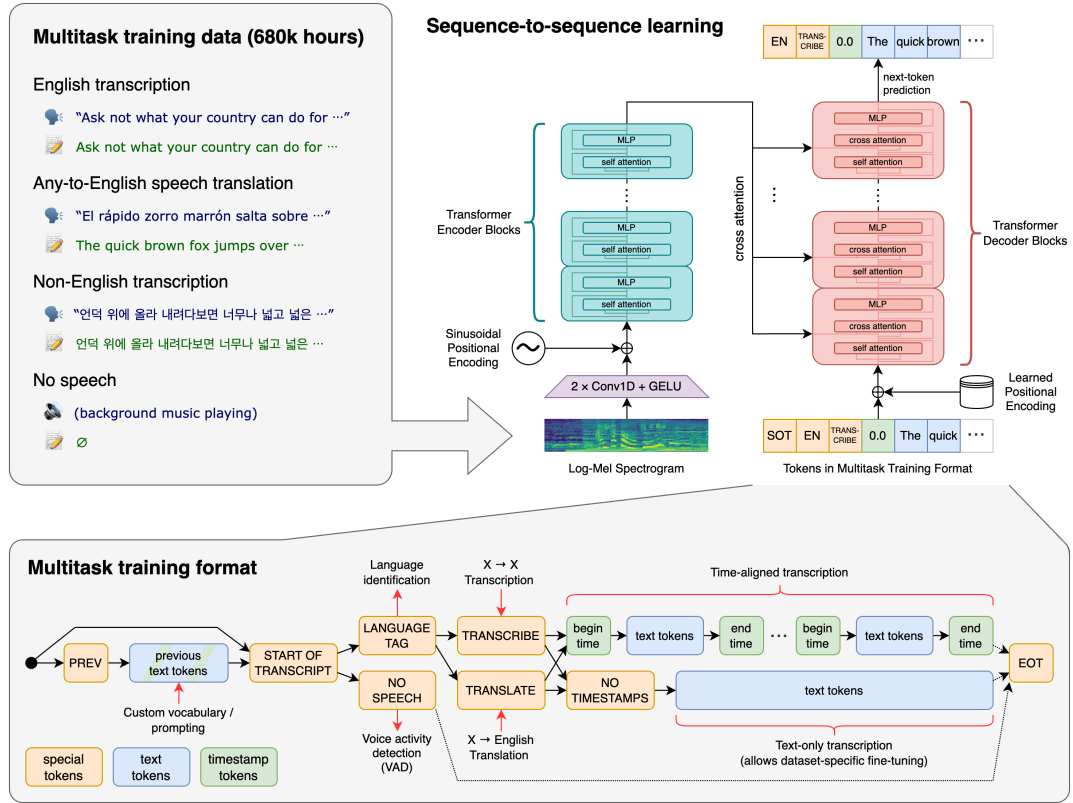 Multitask training data (680k hours)
English transcription
“Ask not what your country can do for ⋯”
Ask not what your country can do for ⋯
Any-to-English speech translation
“El rápido zorro marrón salta sobre ⋯”
The quick brown fox jumps over ⋯
Non-English transcription
“언덕 위에 올라 내려다보면 너무나 넓고 넓은 ⋯”
언덕 위에 올라 내려다보면 너무나 넓고 넓은 ⋯
No speech
(background music playing)
∅
Sequence-to-sequence learning
EN
TRANS-
CRIBE
0.0
The
quick
brown
⋯
next-token
prediction
MLP
self attention
⋮
MLP
self attention
MLP
self attention
Transformer
Encoder Blocks
Sinusoidal
Positional
Encoding
2 × Conv1D + GELU
Log-Mel Spectrogram
cross attention
⋮
MLP
cross attention
self attention
⋮
MLP
cross attention
self attention
MLP
cross attention
self attention
Transformer
Decoder Blocks
Learned
Positional
Encoding
SOT
EN
TRANS-
CRIBE
0.0
The
quick
⋯
Tokens in Multitask Training Format
Multitask training format
PREV
previous
text tokens
Custom vocabulary /
prompting
START OF
TRANSCRIPT
Language
identification
LANGUAGE
TAG
NO
SPEECH
Voice activity
detection
(VAD)
X → X
Transcription
TRANSCRIBE
TRANSLATE
X → English
Translation
Time-aligned transcription
begin
time
text tokens
end
time
⋯
begin
time
text tokens
end
time
NO
TIMESTAMPS
text tokens
Text-only transcription
(allows dataset-specific fine-tuning)
EOT
special
tokens
text
tokens
timestamp
tokens